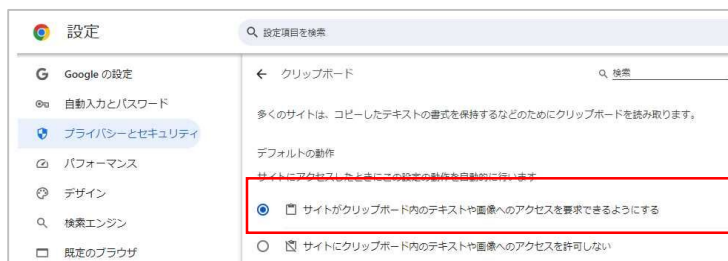 設定
設定項目を検索
Google の設定
自動入力とパスワード
プライバシーとセキュリティ
パフォーマンス
デザイン
検索エンジン
既定のブラウザ
クリップボード
検索
多くのサイトは、コピーしたテキストの書式を保持するなどのためにクリップボードを読み取ります。
デフォルトの動作
サイトにアクセスしたときにこの設定の動作を自動的に行います
サイトがクリップボード内のテキストや画像へのアクセスを要求できるようにする
サイトにクリップボード内のテキストや画像へのアクセスを許可しない